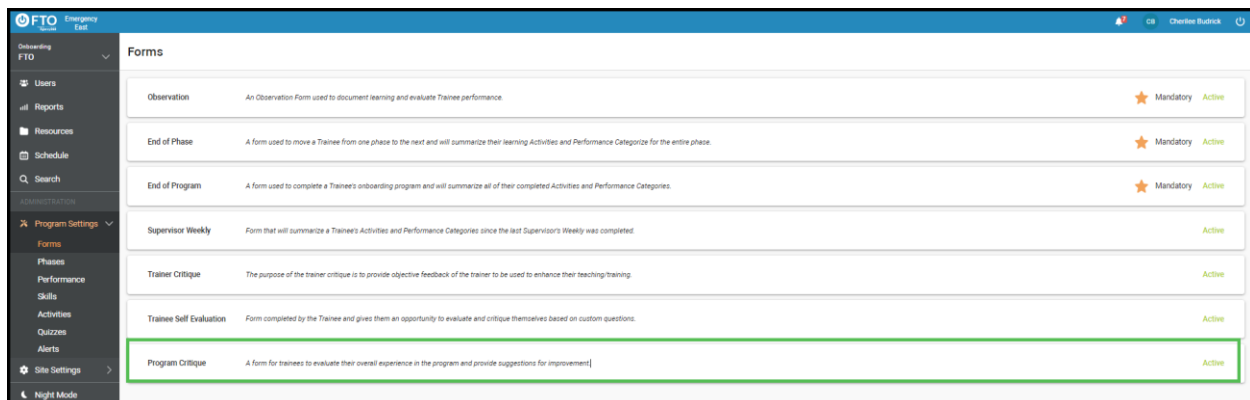 FTO Emergency East
2
CB Cherilee Budrick
Onboarding
FTO
Forms
Users
Reports
Resources
Schedule
Search
ADMINISTRATION
Program Settings
Forms
Phases
Performance
Skills
Activities
Quizzes
Alerts
Site Settings
Night Mode
Observation An Observation Form used to document learning and evaluate Trainee performance. Mandatory Active
End of Phase A form used to move a Trainee from one phase to the next and will summarize their learning Activities and Performance Categorize for the entire phase. Mandatory Active
End of Program A form used to complete a Trainee's onboarding program and will summarize all of their completed Activities and Performance Categories. Mandatory Active
Supervisor Weekly Form that will summarize a Trainee's Activities and Performance Categories since the last Supervisor's Weekly was completed. Active
Trainer Critique The purpose of the trainer critique is to provide objective feedback of the trainer to be used to enhance their teaching/training. Active
Trainee Self Evaluation Form completed by the Trainee and gives them an opportunity to evaluate and critique themselves based on custom questions. Active
Program Critique A form for trainees to evaluate their overall experience in the program and provide suggestions for improvement. Active